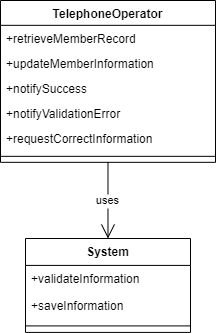 TelephoneOperator
+retrieveMemberRecord
+updateMemberInformation
+notifySuccess
+notifyValidationError
+requestCorrectInformation
uses
System
+validateInformation
+saveInformation